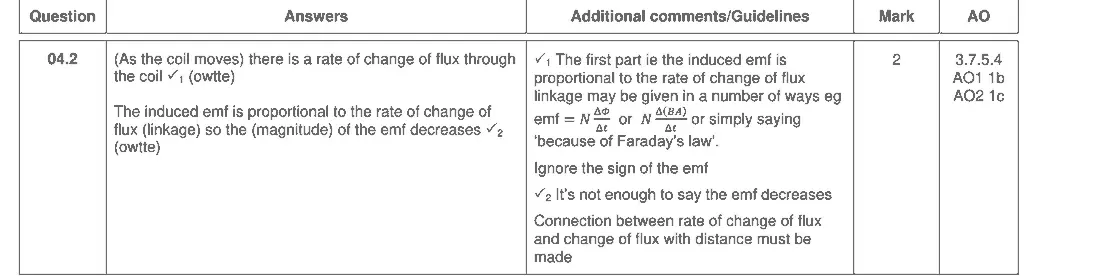 Question Answers Additional comments/Guidelines Mark AO
04.2 (As the coil moves) there is a rate of change of flux through
the coil ✓₁ (owtte)
The induced emf is proportional to the rate of change of
flux (linkage) so the (magnitude) of the emf decreases ✓₂
(owtte)
✓₁ The first part ie the induced emf is
proportional to the rate of change of flux
linkage may be given in a number of ways eg
emf = N ΔΦ/Δt or N Δ(BA)/Δt or simply saying
'because of Faraday's law'.
Ignore the sign of the emf
✓₂ It's not enough to say the emf decreases
Connection between rate of change of flux
and change of flux with distance must be
made
2
3.7.5.4
AO1 1b
AO2 1c